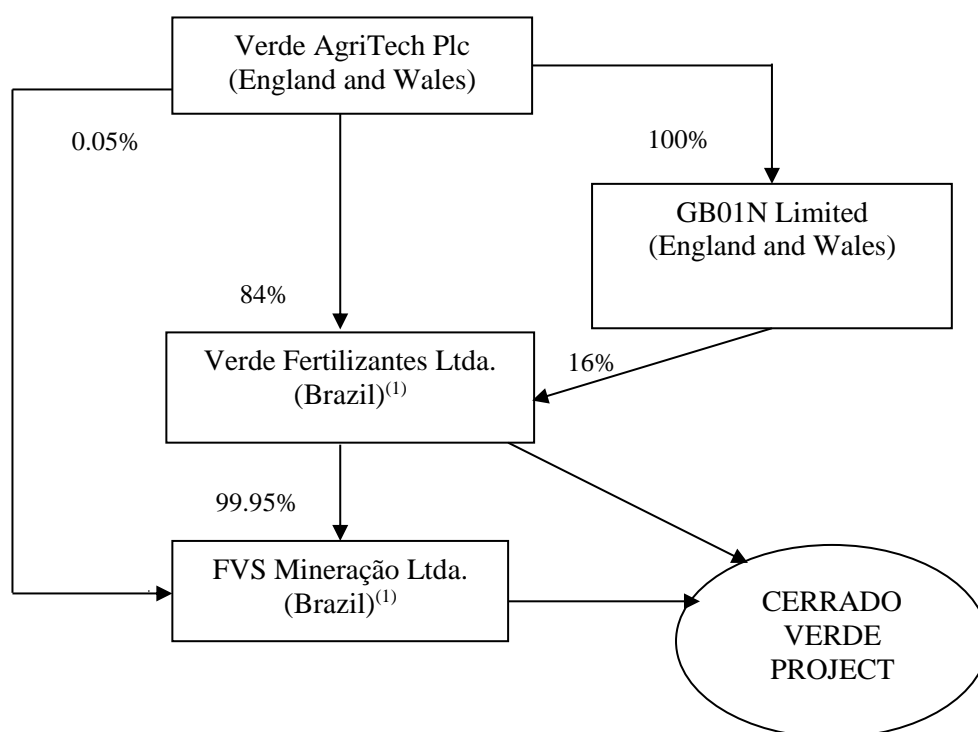 Verde AgriTech Plc
(England and Wales)
0.05%
100%
GB01N Limited
(England and Wales)
84%
Verde Fertilizantes Ltda.
(Brazil)(1)
16%
99.95%
FVS Mineração Ltda.
(Brazil)(1)
CERRADO
VERDE
PROJECT